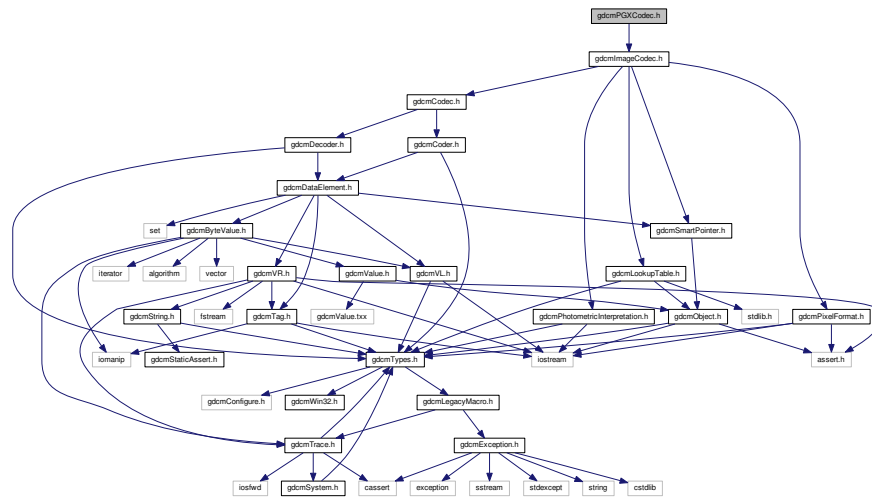 gdcmPGXCodec.h
gdcmImageCodec.h
gdcmCodec.h
gdcmDecoder.h
gdcmCoder.h
gdcmDataElement.h
set
gdcmByteValue.h
gdcmSmartPointer.h
iterator
algorithm
vector
gdcmVR.h
gdcmValue.h
gdcmVL.h
gdcmLookupTable.h
gdcmString.h
fstream
gdcmTag.h
gdcmValue.txx
gdcmPhotometricInterpretation.h
gdcmObject.h
stdlib.h
gdcmPixelFormat.h
iomanip
gdcmStaticAssert.h
gdcmTypes.h
iostream
assert.h
gdcmConfigure.h
gdcmWin32.h
gdcmLegacyMacro.h
gdcmTrace.h
gdcmException.h
iosfwd
gdcmSystem.h
cassert
exception
sstream
stdexcept
string
cstdlib